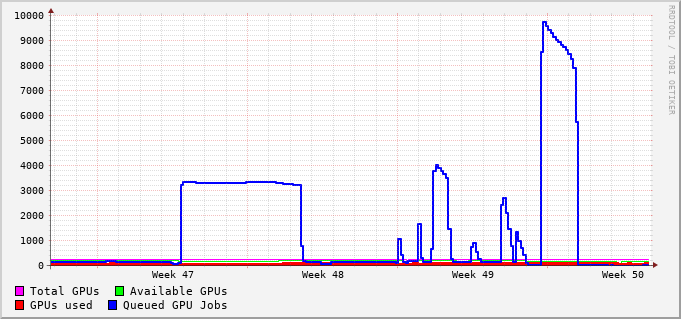 10000
9000
8000
7000
6000
5000
4000
3000
2000
1000
0
Week 47 Week 48 Week 49 Week 50
Total GPUs Available GPUs
GPUs used Queued GPU Jobs
RRDTOOL / TOBI OETIKER